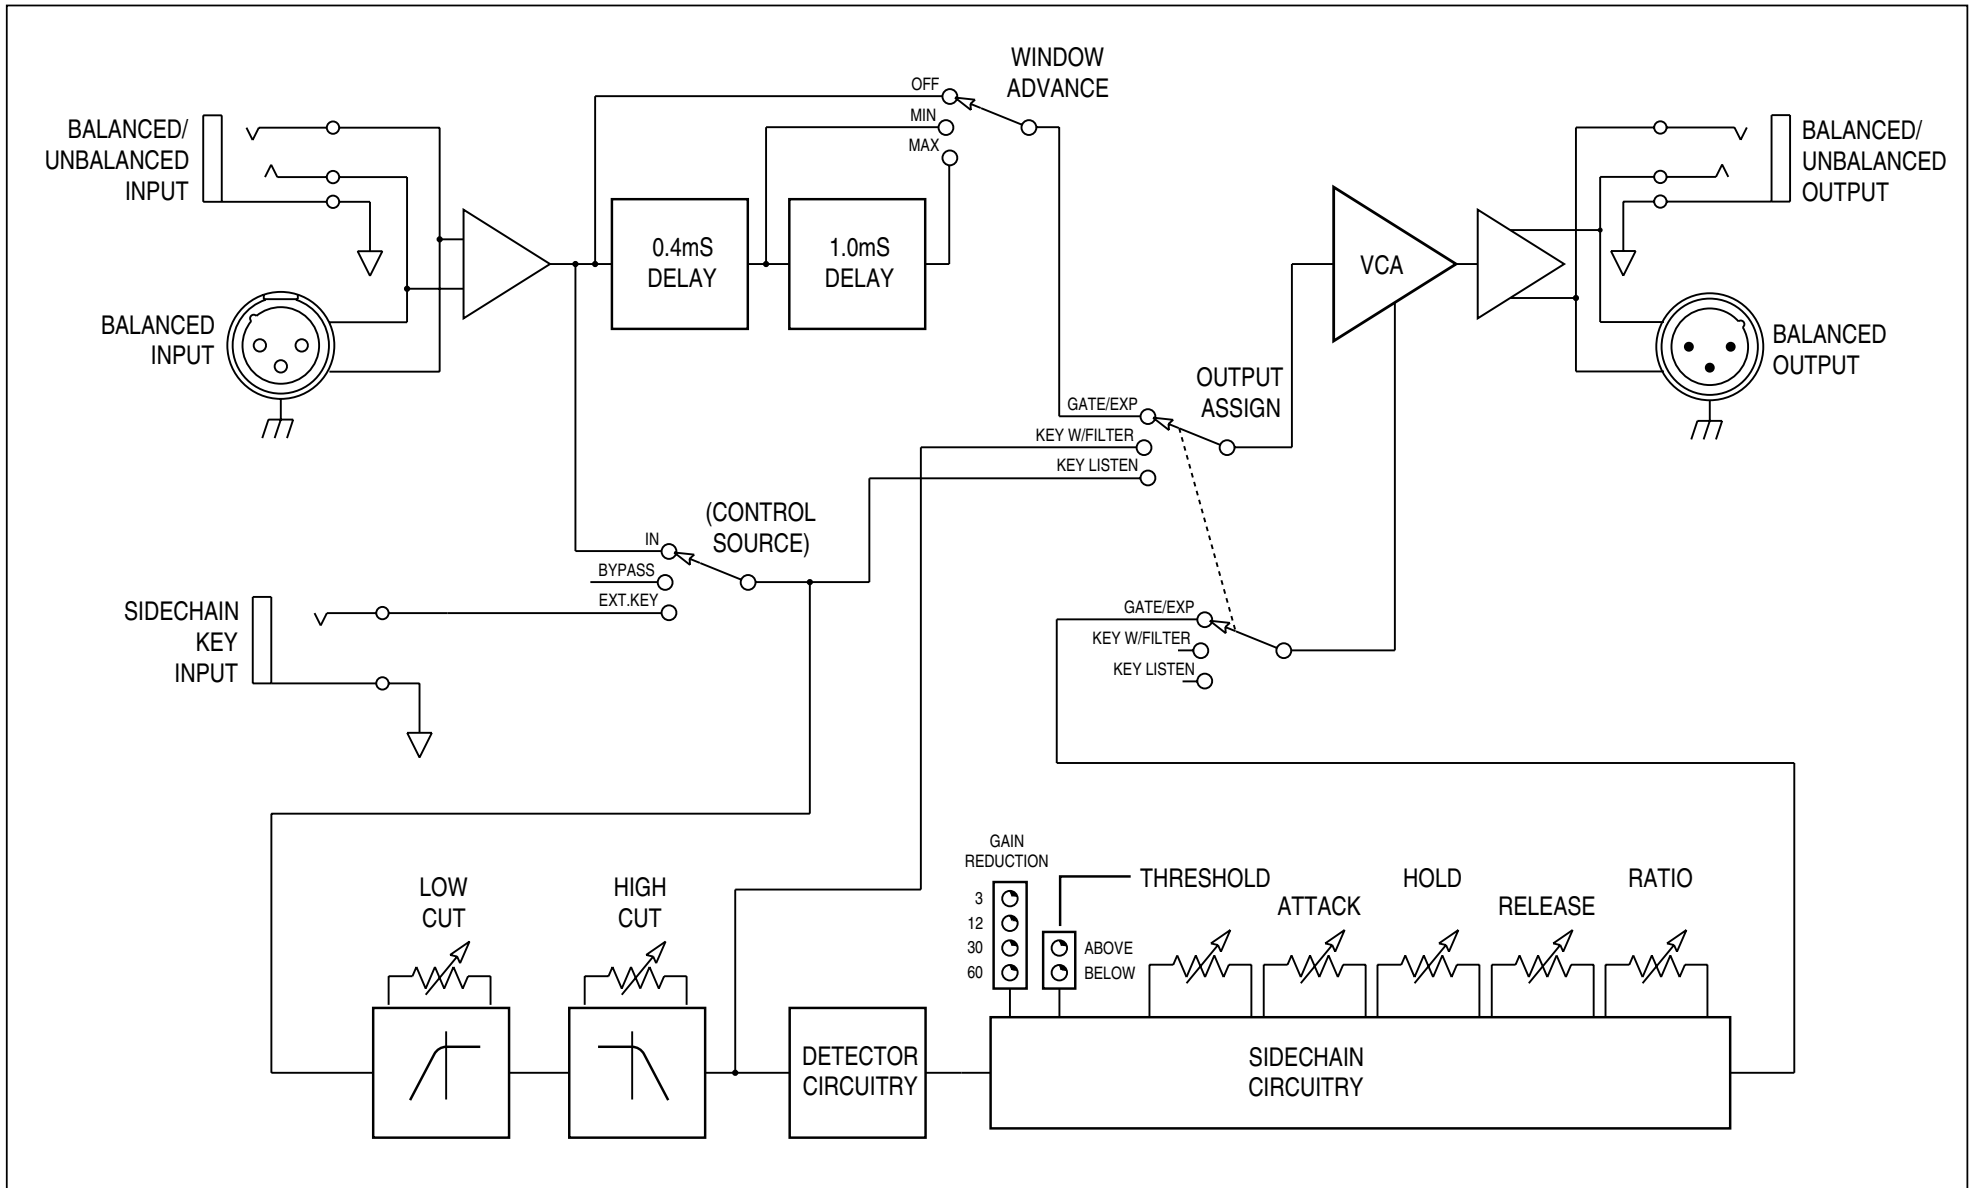 WINDOW
ADVANCE
OFF
MIN
MAX
BALANCED/
UNBALANCED
INPUT
BALANCED/
UNBALANCED
OUTPUT
0.4mS
DELAY
1.0mS
DELAY
VCA
BALANCED
INPUT
BALANCED
OUTPUT
OUTPUT
ASSIGN
GATE/EXP
KEY W/FILTER
KEY LISTEN
(CONTROL
SOURCE)
IN
BYPASS
EXT.KEY
SIDECHAIN
KEY
INPUT
GATE/EXP
KEY W/FILTER
KEY LISTEN
GAIN
REDUCTION
3
12
30
60
THRESHOLD
ABOVE
BELOW
ATTACK
HOLD
RELEASE
RATIO
LOW
CUT
HIGH
CUT
DETECTOR
CIRCUITRY
SIDECHAIN
CIRCUITRY